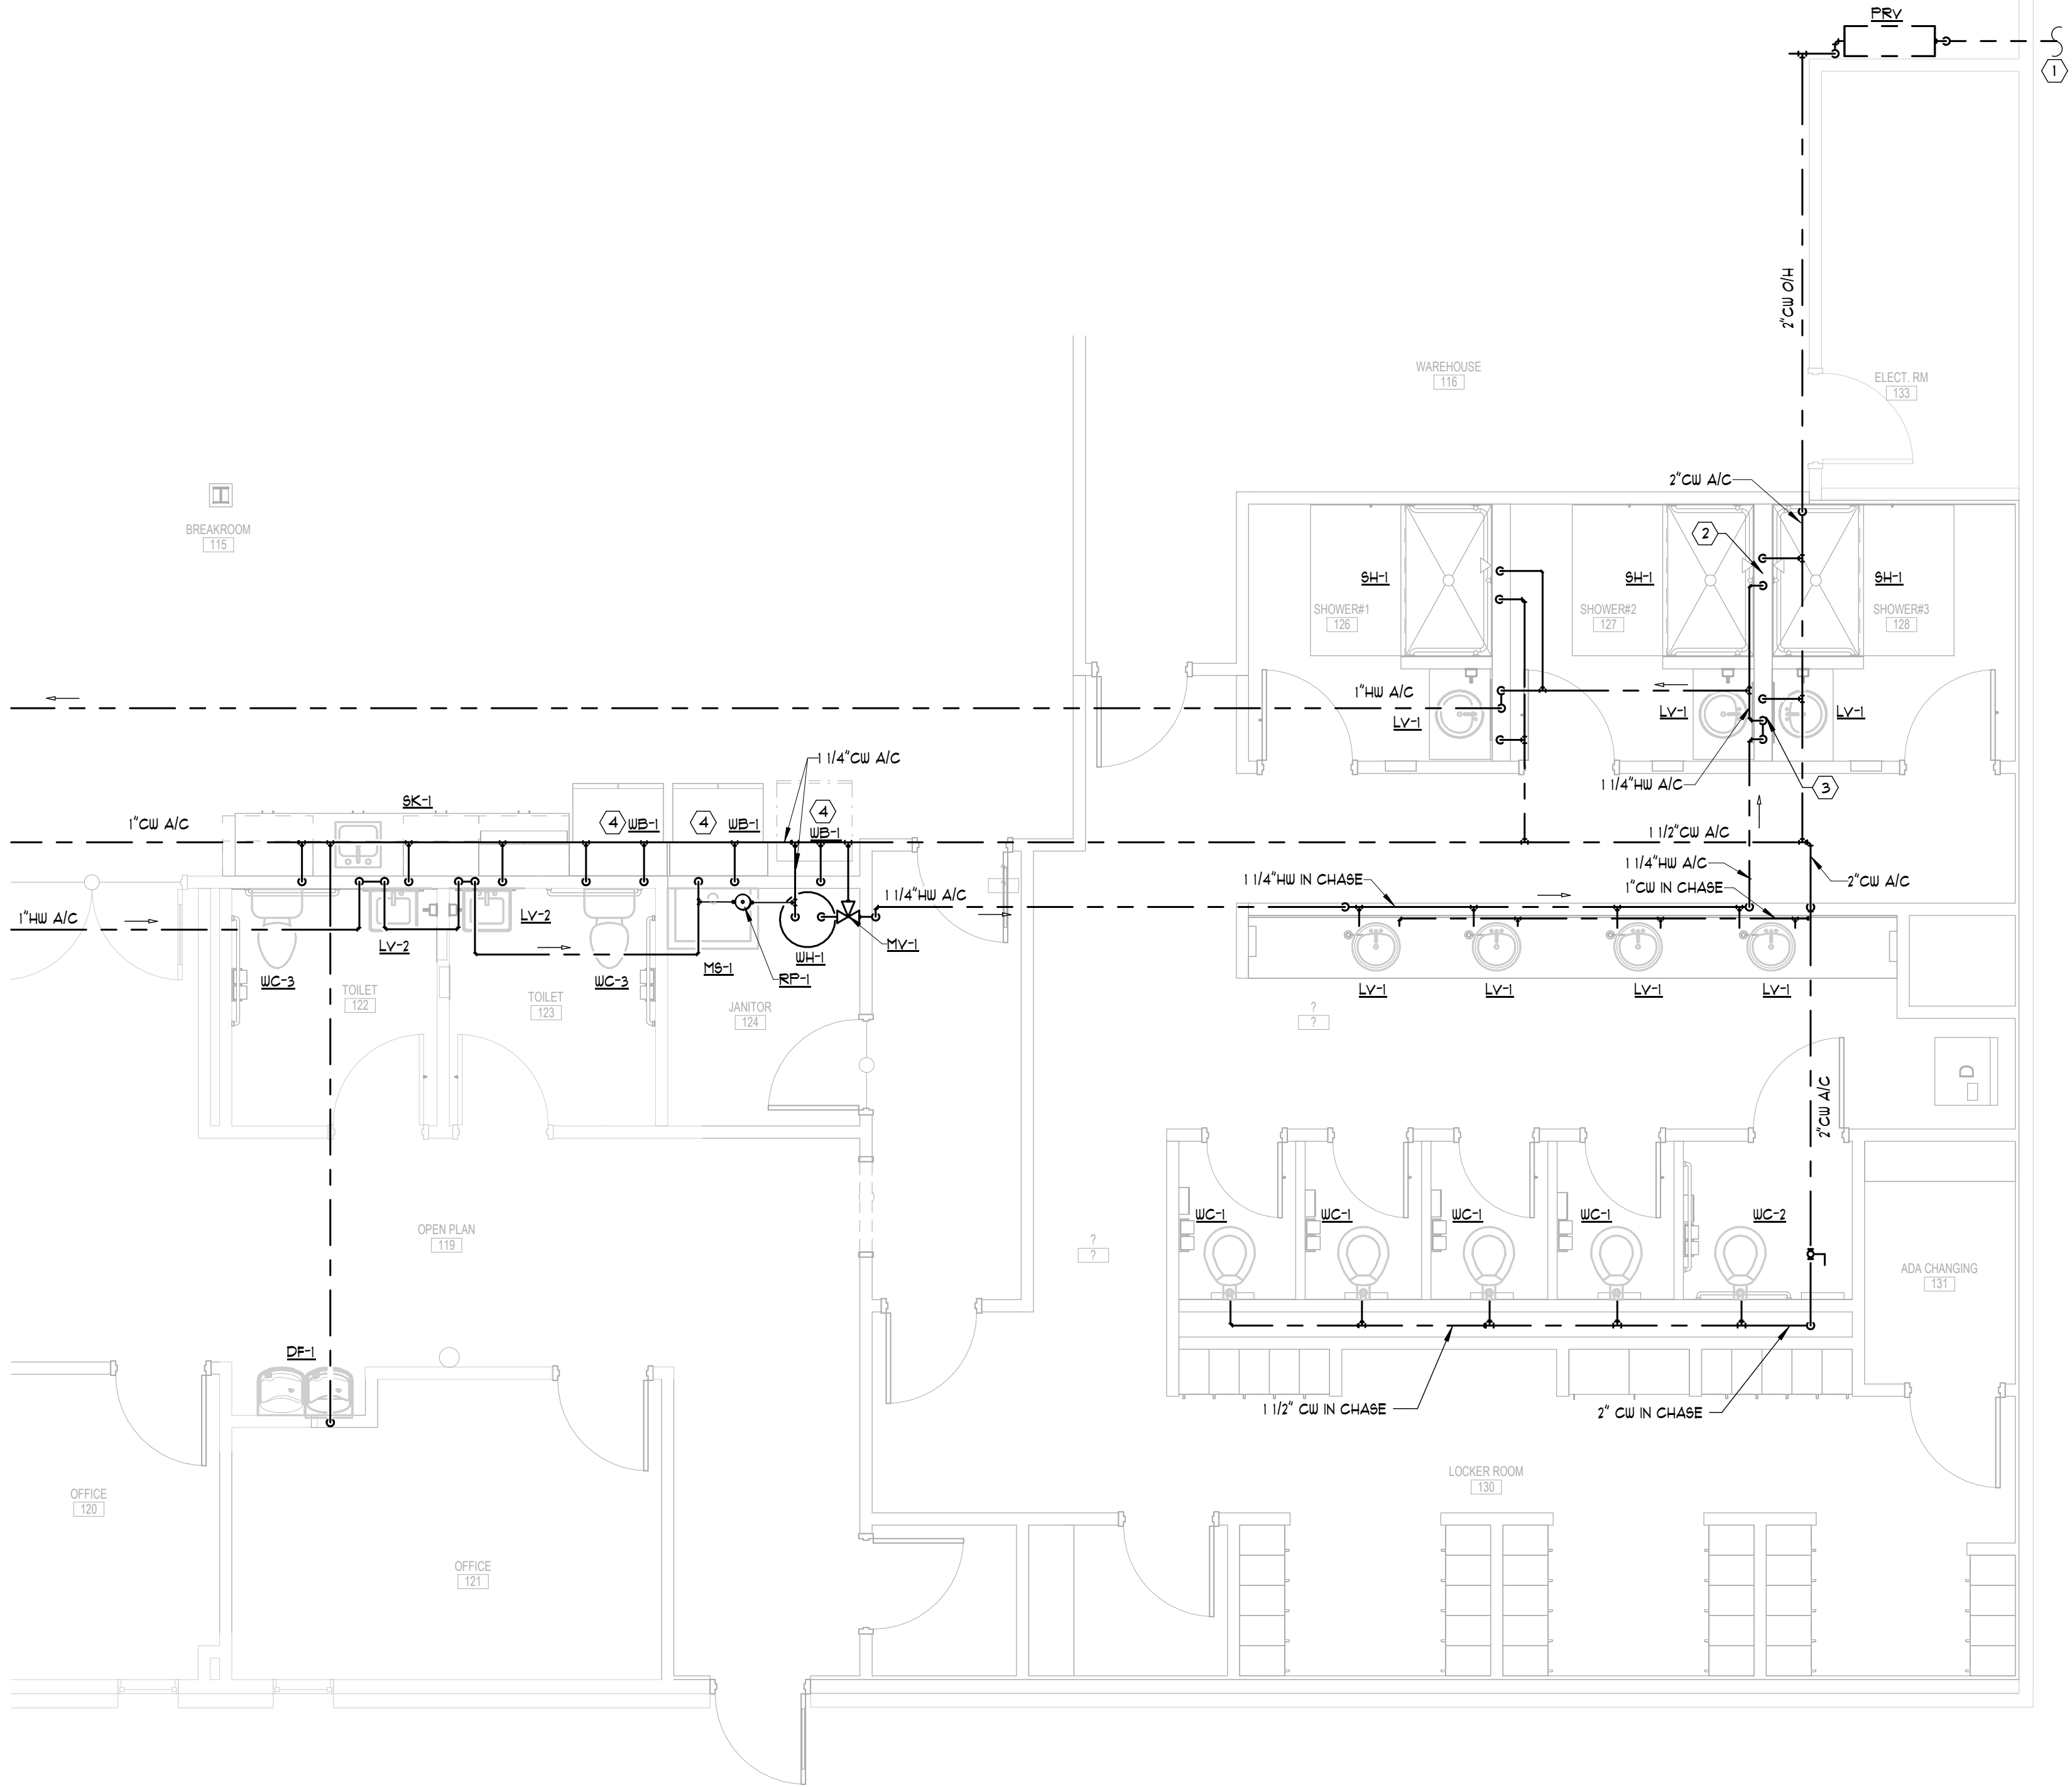 PRV
1
2"CW O/H
WAREHOUSE
116
ELECT. RM
133
2"CW A/C
BREAKROOM
115
2
SH-1
SH-1
SH-1
SHOWER#1
126
SHOWER#2
127
SHOWER#3
128
1"HW A/C
LV-1
LV-1
LV-1
1 1/4"HW A/C
3
1 1/4"CW A/C
SK-1
1"CW A/C
4
WB-1
4
WB-1
4
WB-1
1 1/2"CW A/C
1 1/4"HW A/C
1"CW IN CHASE
2"CW A/C
1 1/4"HW IN CHASE
1 1/4"HW A/C
?
1"HW A/C
LV-2
LV-2
MV-1
WH-1
MS-1
RP-1
WC-3
WC-3
TOILET
122
TOILET
123
JANITOR
124
LV-1
LV-1
LV-1
LV-1
?
?
D
2"CW A/C
WC-1
WC-1
WC-1
WC-1
WC-2
OPEN PLAN
119
?
?
ADA CHANGING
131
DF-1
1 1/2" CW IN CHASE
2" CW IN CHASE
LOCKER ROOM
130
OFFICE
120
OFFICE
121